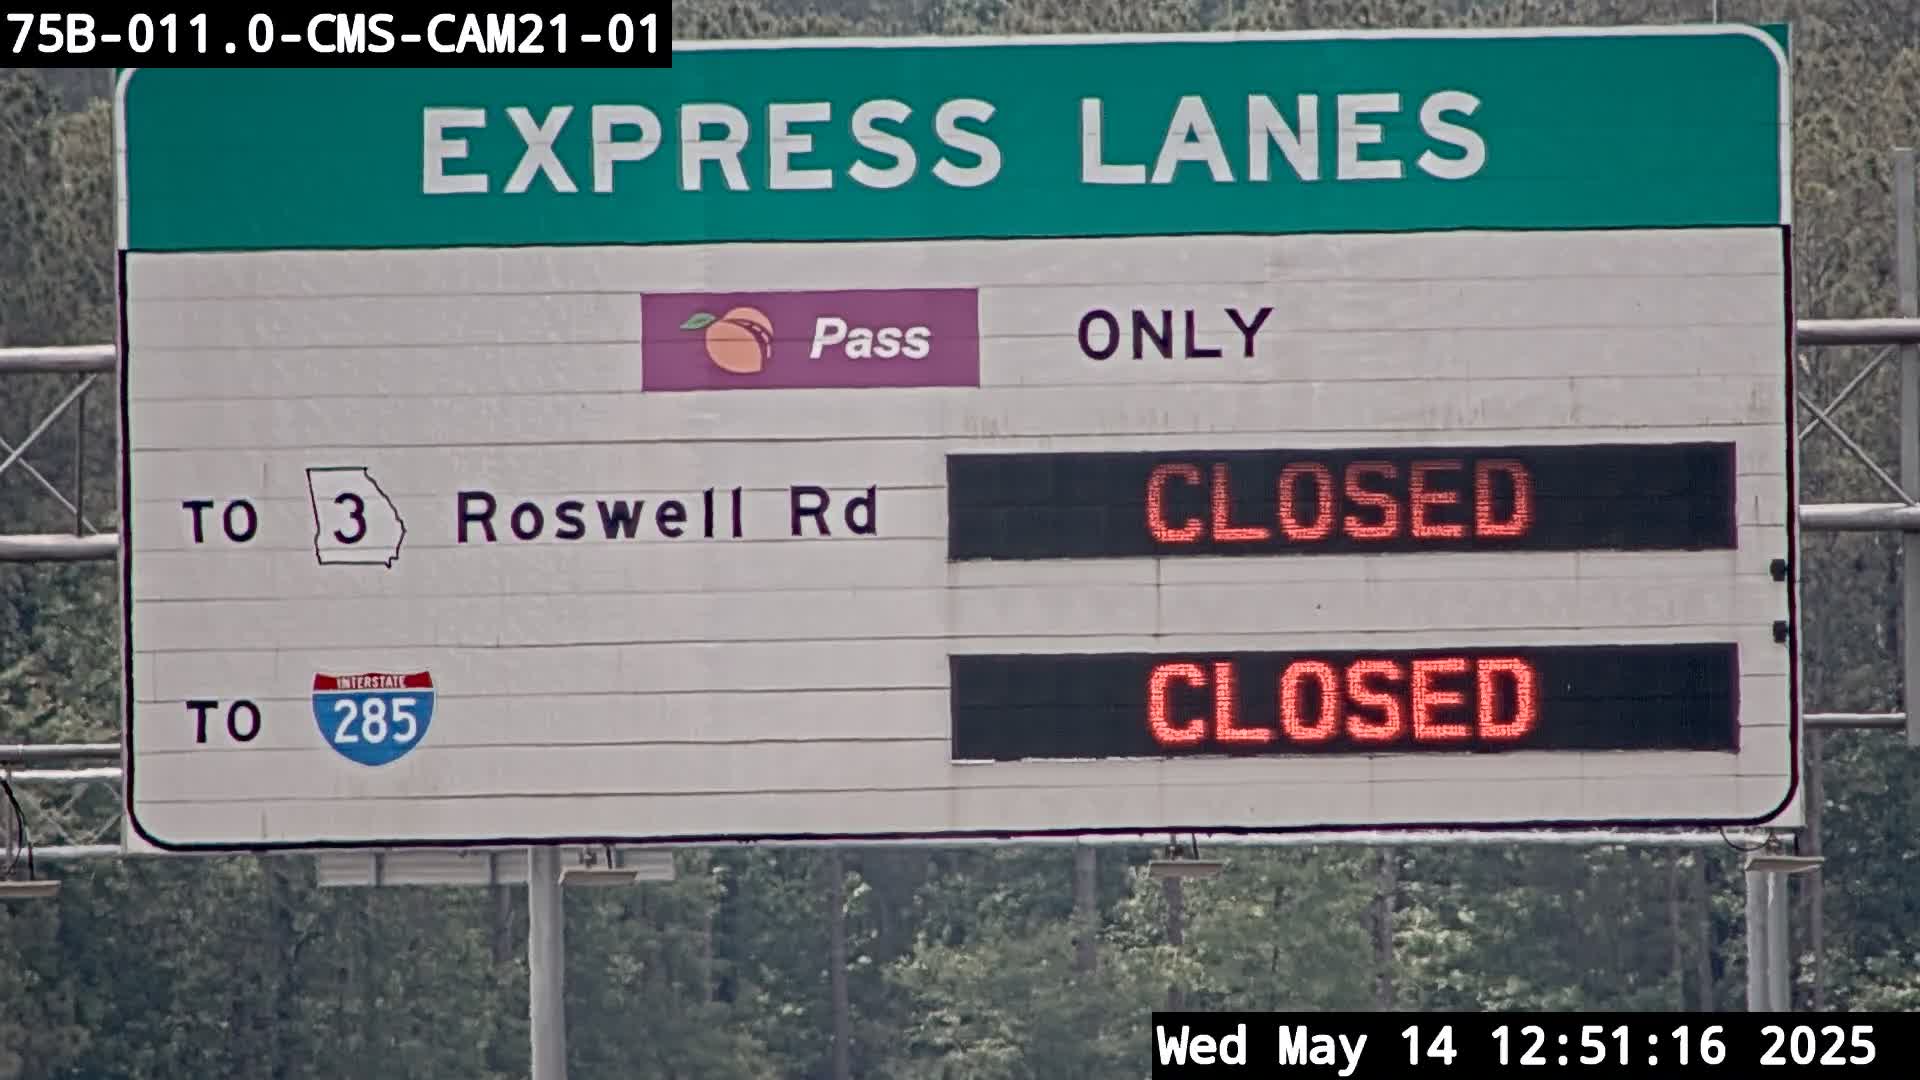 75B-011.0-CMS-CAM21-01
EXPRESS LANES
Pass ONLY
TO 3 Roswell Rd CLOSED
INTERSTATE
TO 285 CLOSED
Wed May 14 12:51:16 2025